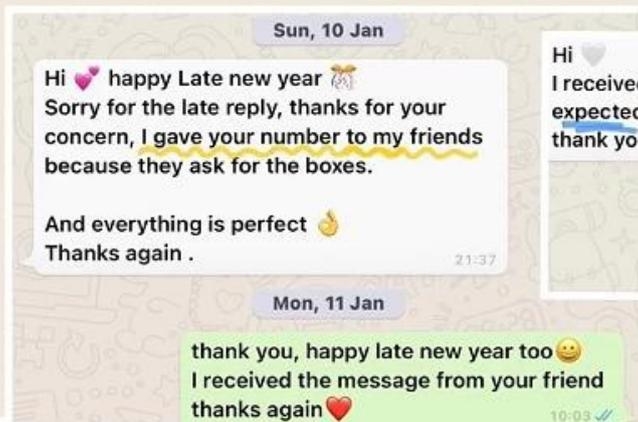 Sun, 10 Jan
Hi 💕 happy Late new year 🎊
Sorry for the late reply, thanks for your
concern, I gave your number to my friends
because they ask for the boxes.
And everything is perfect 👌
Thanks again .
21:37
Mon, 11 Jan
thank you, happy late new year too😀
I received the message from your friend
thanks again❤️
10:03
Hi 🤍
I
thank